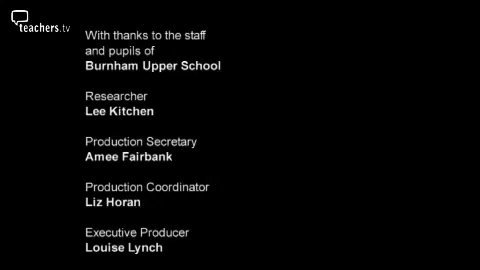 teachers.tv
With thanks to the staff
and pupils of
Burnham Upper School
Researcher
Lee Kitchen
Production Secretary
Amee Fairbank
Production Coordinator
Liz Horan
Executive Producer
Louise Lynch